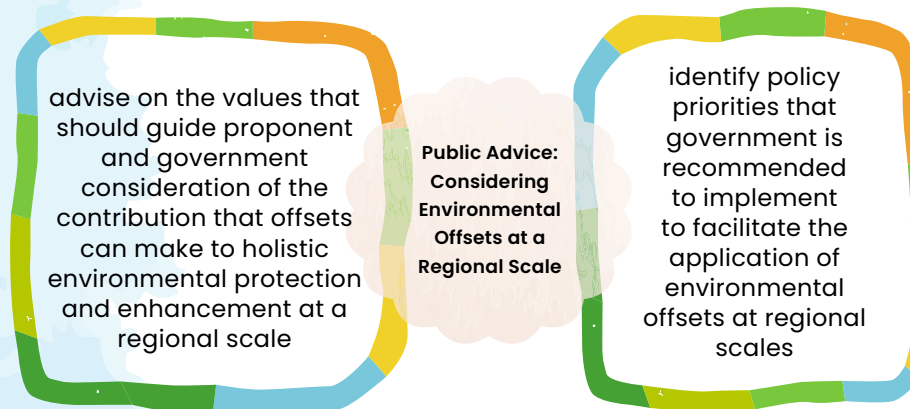 advise on the values that
should guide proponent
and government
consideration of the
contribution that offsets
can make to holistic
environmental protection
and enhancement at a
regional scale
Public Advice:
Considering
Environmental
Offsets at a
Regional Scale
identify policy
priorities that
government is
recommended
to implement
to facilitate the
application of
environmental
offsets at regional
scales